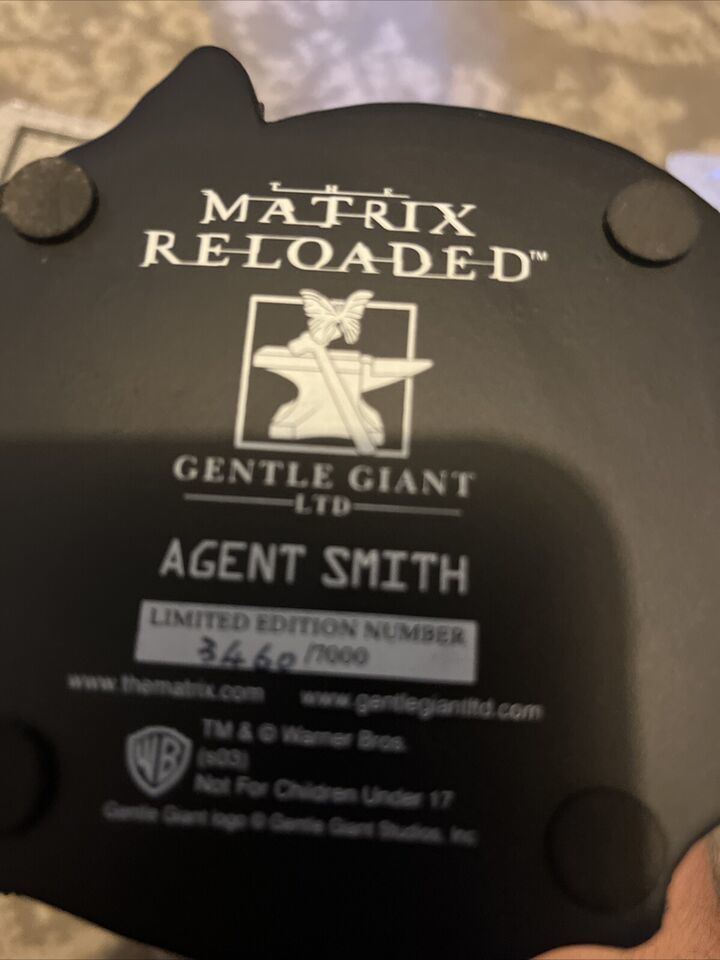 THE
MATRIX
RELOADED™
GENTLE GIANT
LTD
AGENT SMITH
LIMITED EDITION NUMBER
3460 /7000
www.thematrix.com www.gentlegiantltd.com
TM & © Warner Bros.
(s03)
WB
Not For Children Under 17
Gentle Giant logo © Gentle Giant Studios, Inc